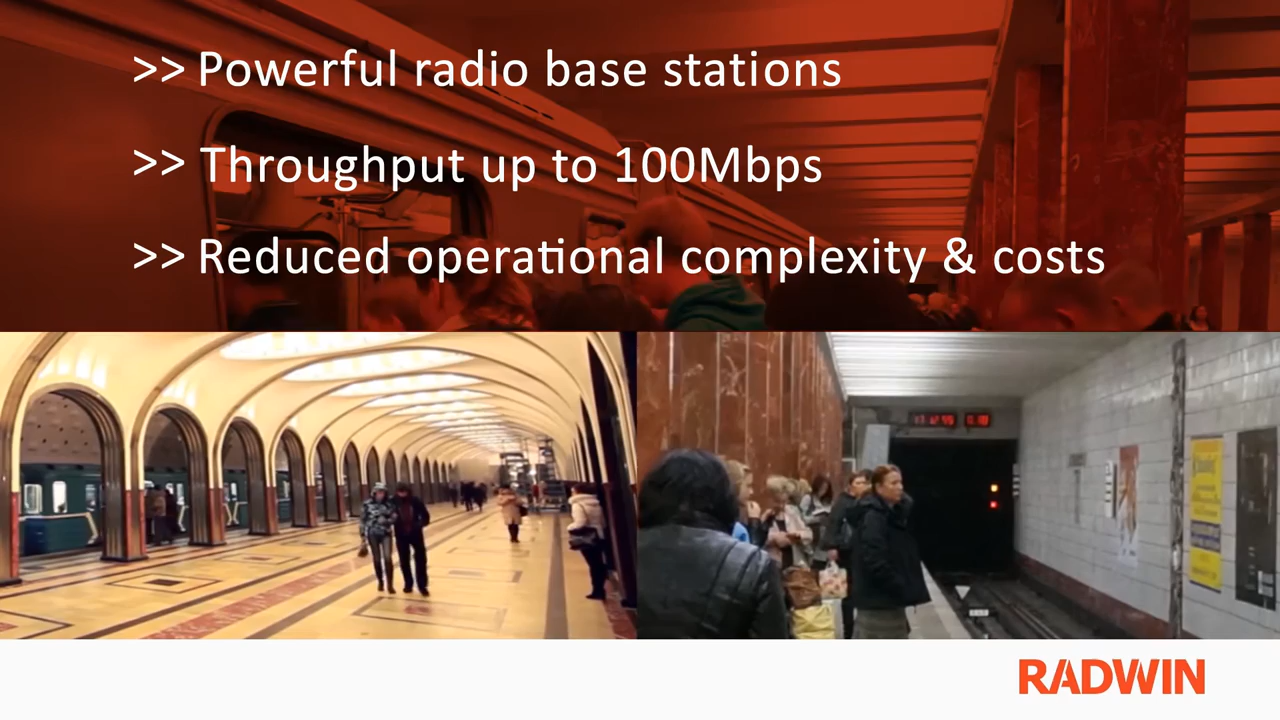 >> Powerful radio base stations
>> Throughput up to 100Mbps
>> Reduced operational complexity & costs
RADWIN